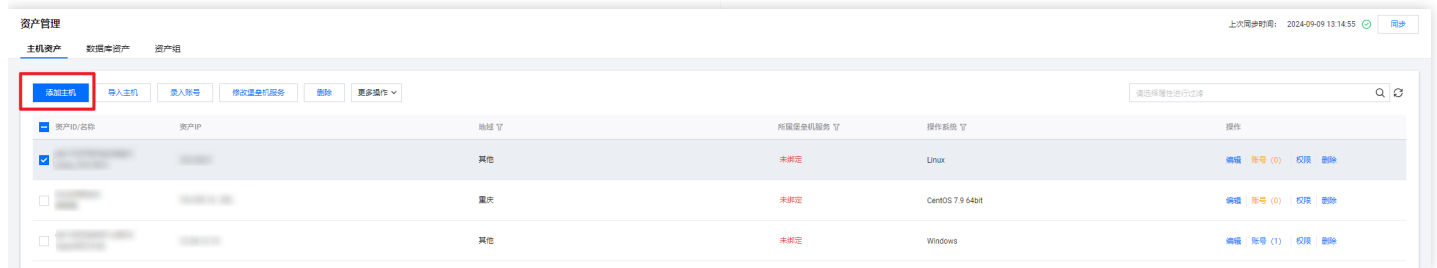 资产管理
上次同步时间： 2024-09-09 13:14:55 同步
主机资产 数据库资产 资产组
添加主机 导入主机 录入账号 修改堡垒机服务 删除 更多操作 请选择属性进行过滤
资产ID/名称 资产IP 地域 所属堡垒机服务 操作系统 操作
其他 未绑定 Linux 编辑 账号 (0) 权限 删除
重庆 未绑定 CentOS 7.9 64bit 编辑 账号 (0) 权限 删除
其他 未绑定 Windows 编辑 账号 (1) 权限 删除